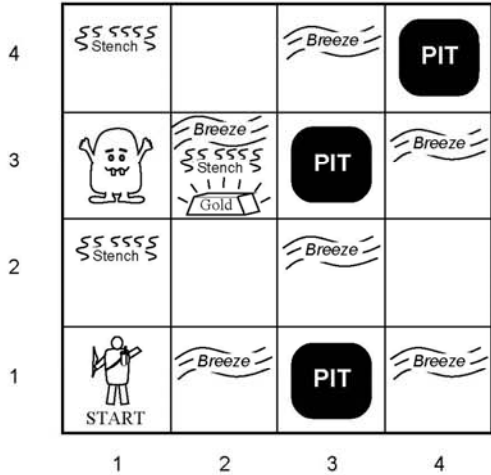 4
Stench
Breeze
PIT
3
Breeze
Stench
Gold
PIT
Breeze
2
Stench
Breeze
1
START
Breeze
PIT
Breeze
1 2 3 4